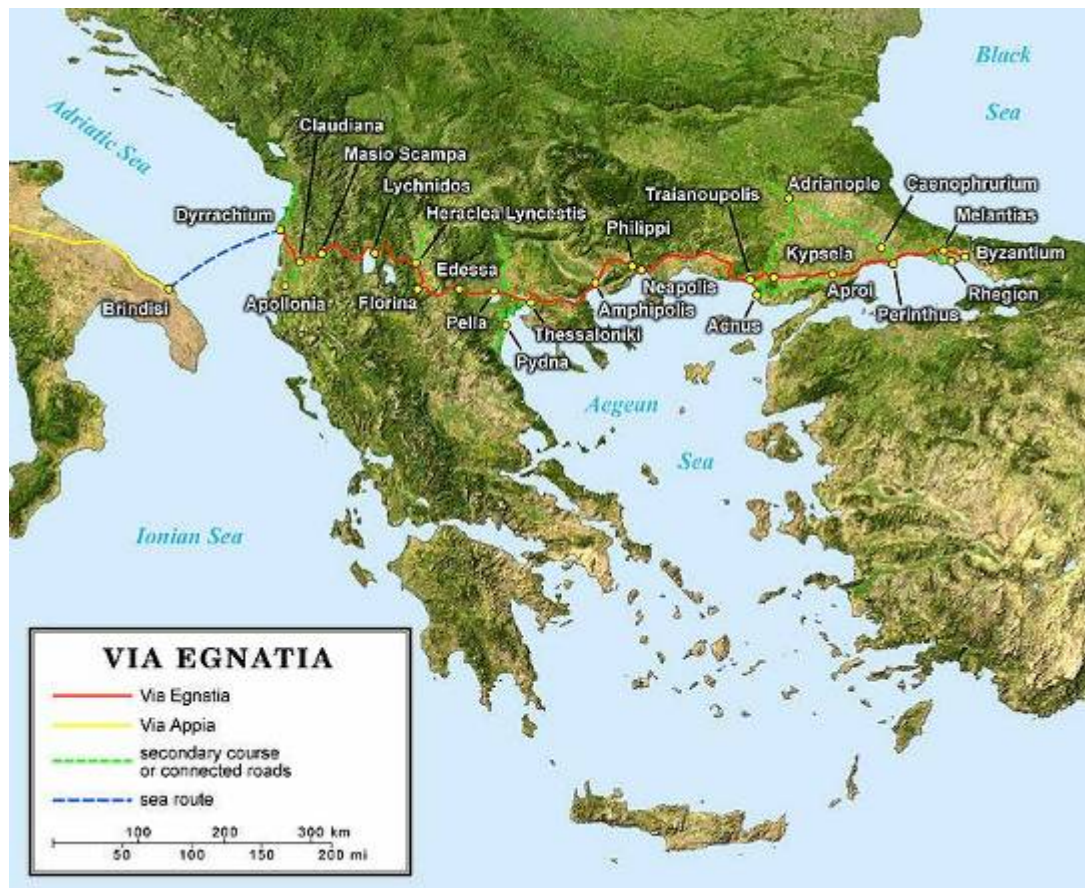 Black
Sea
Adriatic Sea
Claudiana
Masio Scampa
Lychnidos
Dyrrachium
Heraclea Lyncestis
Traianoupolis
Adrianople
Caenophrurium
Melantias
Philippi
Byzantium
Kypsela
Edessa
Neapolis
Brindisi
Apollonia
Florina
Amphipolis
Aproi
Rhegion
Pella
Thessaloniki
Aenus
Perinthus
Pydna
Aegean
Sea
Ionian Sea
VIA EGNATIA
Via Egnatia
Via Appia
secondary course
or connected roads
sea route
100 200 300 km
50 100 150 200 mi